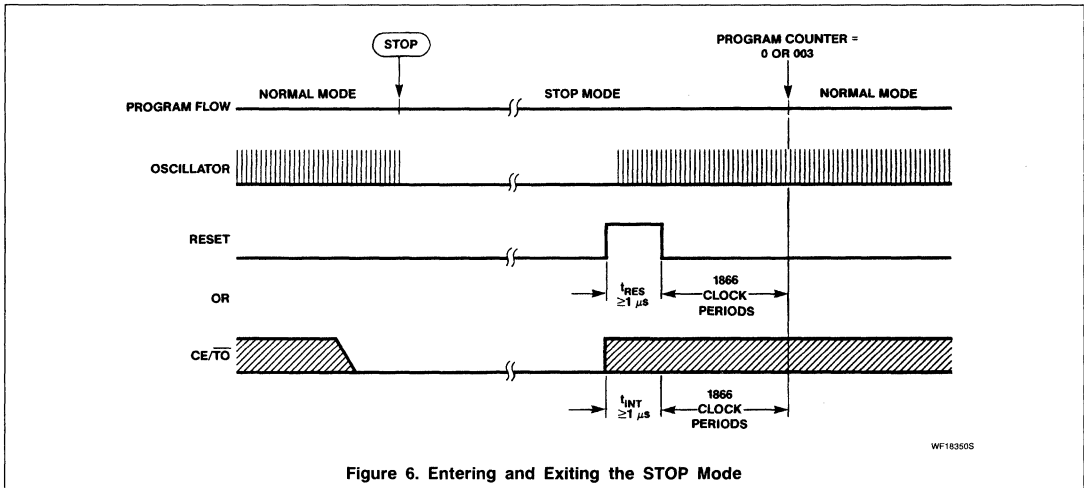 STOP
PROGRAM COUNTER =
0 OR 003
NORMAL MODE
STOP MODE
NORMAL MODE
PROGRAM FLOW
OSCILLATOR
RESET
tRES
≥1 μs
1866
CLOCK
PERIODS
OR
CE/T̅O̅
tINT
≥1 μs
1866
CLOCK
PERIODS
WF18350S
Figure 6. Entering and Exiting the STOP Mode